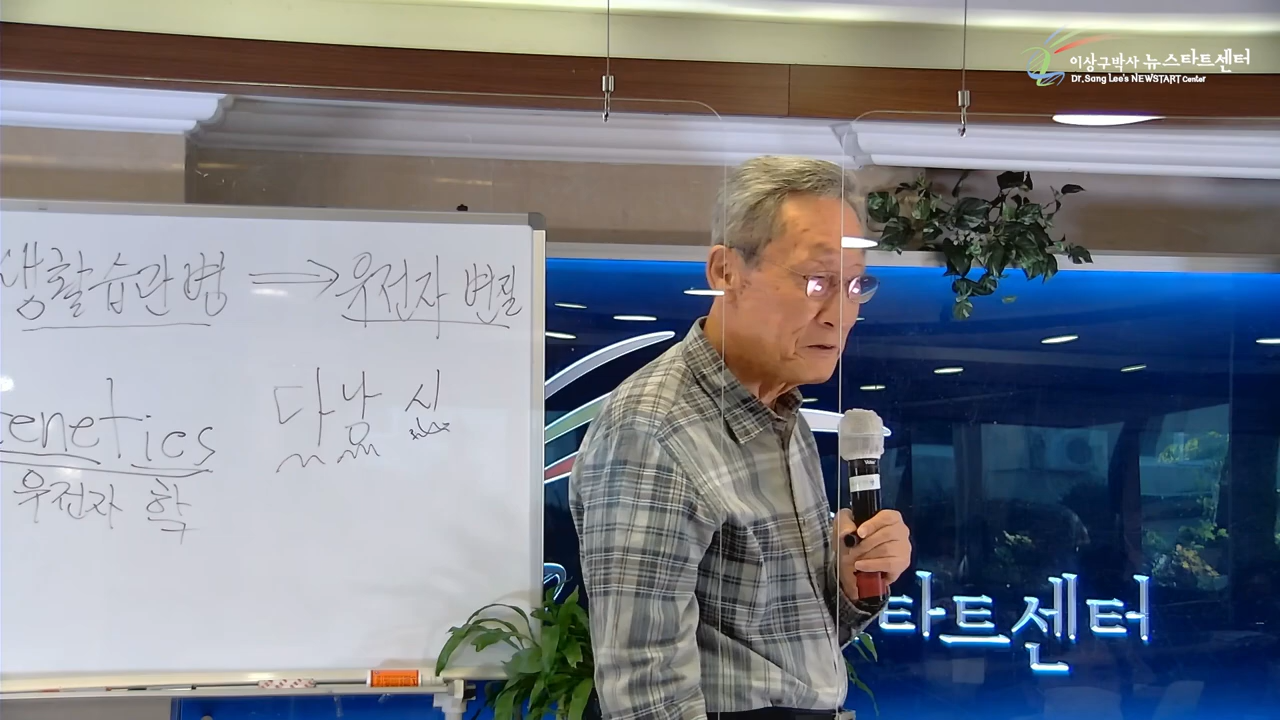 이상구박사 뉴스타트센터
Dr. Sang Lee's NEWSTART Center
생활습관병 ⇒ 유전자 변질
enetics
다남 신
유전자 학
타트센터